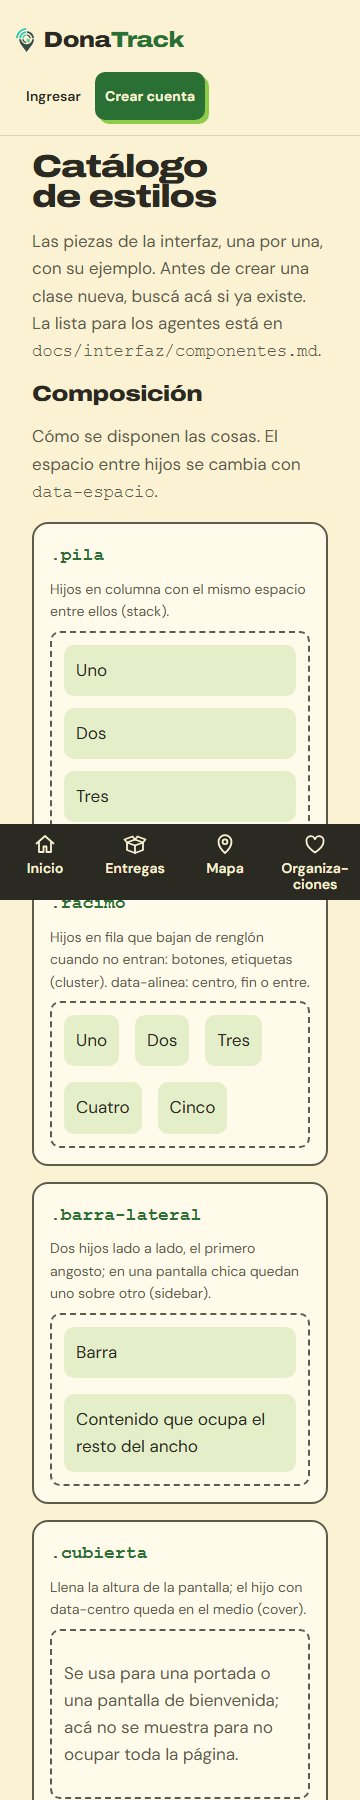 DonaTrack
Ingresar
Crear cuenta
Catálogo
de estilos
Las piezas de la interfaz, una por una,
con su ejemplo. Antes de crear una
clase nueva, buscá acá si ya existe.
La lista para los agentes está en
docs/interfaz/componentes.md.
Composición
Cómo se disponen las cosas. El
espacio entre hijos se cambia con
data-espacio.
.pila
Hijos en columna con el mismo espacio
entre ellos (stack).
Uno
Dos
Tres
Inicio
Entregas
Mapa
Organiza-
ciones
.racimo
Hijos en fila que bajan de renglón
cuando no entran: botones, etiquetas
(cluster). data-alinea: centro, fin o entre.
Uno
Dos
Tres
Cuatro
Cinco
.barra-lateral
Dos hijos lado a lado, el primero
angosto; en una pantalla chica quedan
uno sobre otro (sidebar).
Barra
Contenido que ocupa el
resto del ancho
.cubierta
Llena la altura de la pantalla; el hijo con
data-centro queda en el medio (cover).
Se usa para una portada o
una pantalla de bienvenida;
acá no se muestra para no
ocupar toda la página.